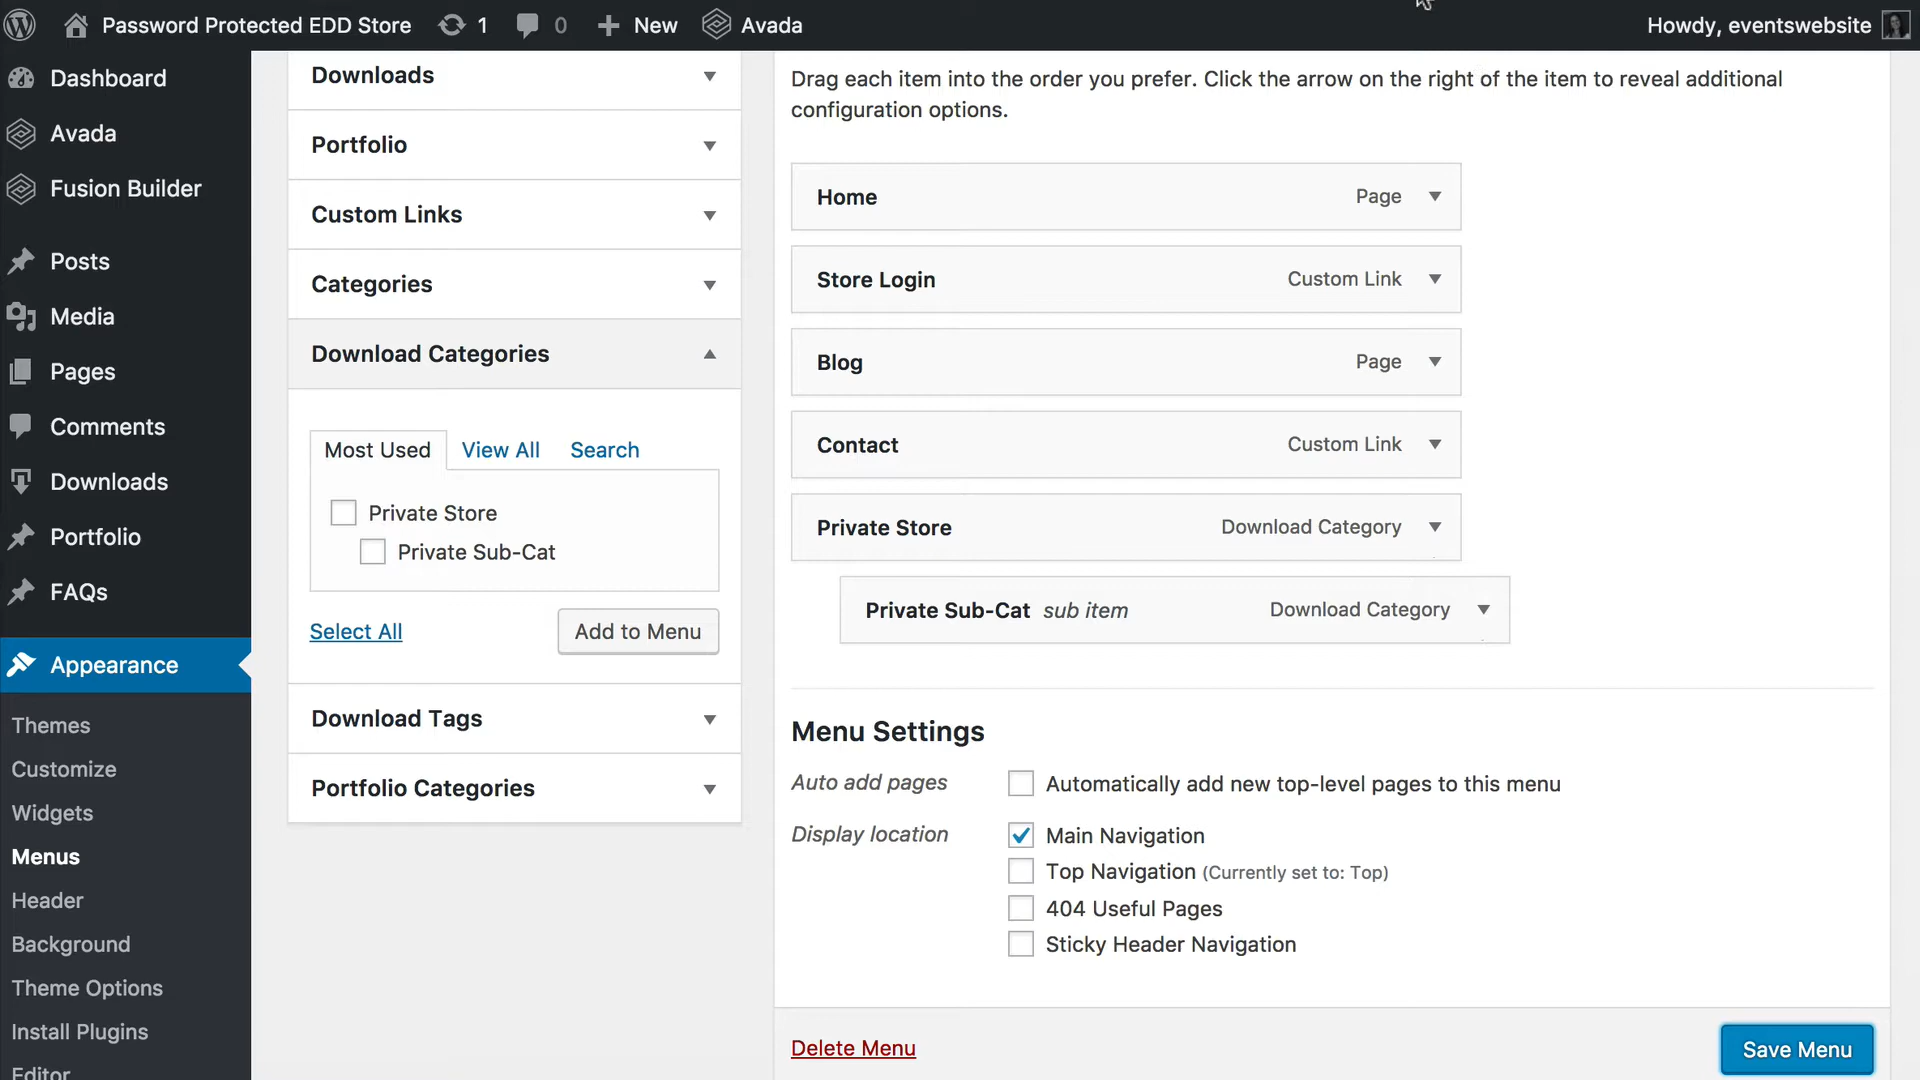 Password Protected EDD Store 1 0 New Avada Howdy, eventswebsite
Dashboard
Avada
Fusion Builder
Posts
Media
Pages
Comments
Downloads
Portfolio
FAQs
Appearance
Themes
Customize
Widgets
Menus
Header
Background
Theme Options
Install Plugins
Editor
Downloads
Portfolio
Custom Links
Categories
Download Categories
Most Used View All Search
Private Store
Private Sub-Cat
Select All Add to Menu
Download Tags
Portfolio Categories
Drag each item into the order you prefer. Click the arrow on the right of the item to reveal additional
configuration options.
Home Page
Store Login Custom Link
Blog Page
Contact Custom Link
Private Store Download Category
Private Sub-Cat sub item Download Category
Menu Settings
Auto add pages Automatically add new top-level pages to this menu
Display location Main Navigation
Top Navigation (Currently set to: Top)
404 Useful Pages
Sticky Header Navigation
Delete Menu Save Menu